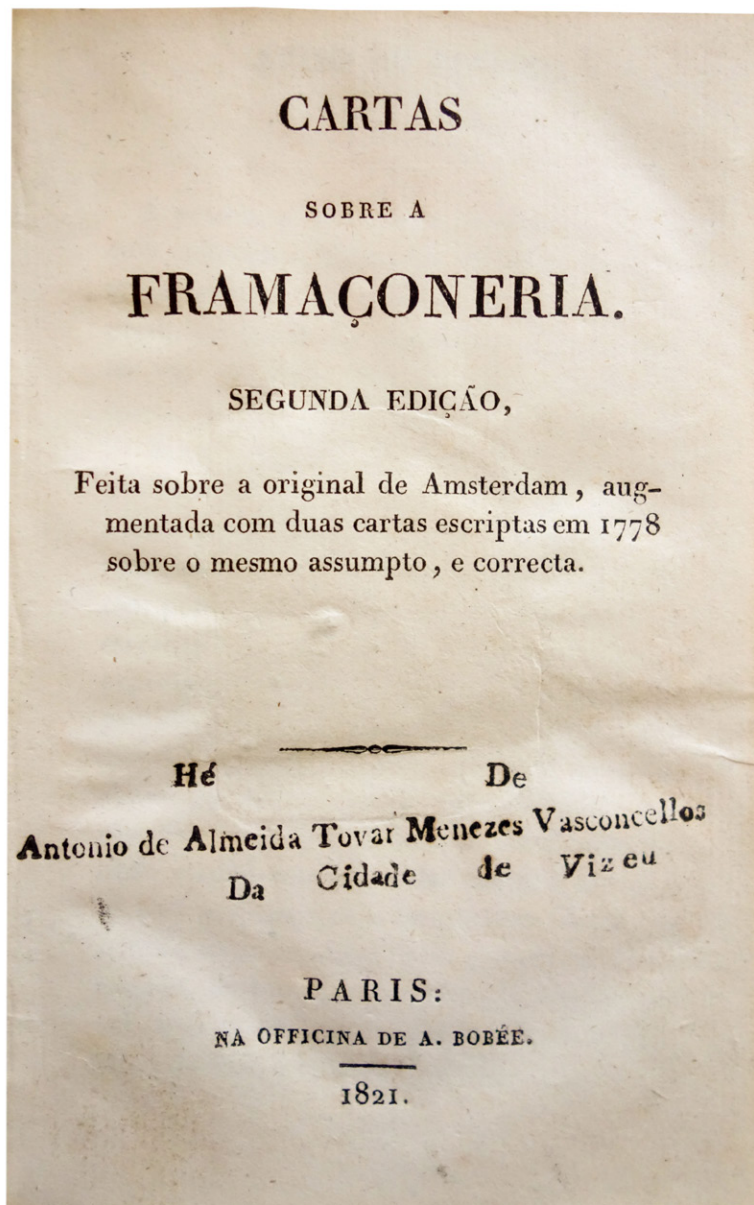 CARTAS
SOBRE A
FRAMAÇONERIA.
SEGUNDA EDIÇÃO,
Feita sobre a original de Amsterdam, aug-
mentada com duas cartas escriptas em 1778
sobre o mesmo assumpto, e correcta.
Hé De
Antonio de Almeida Tovar Menezes Vasconcellos
Da Cidade de Vizeu
PARIS:
NA OFFICINA DE A. BOBÉE.
1821.